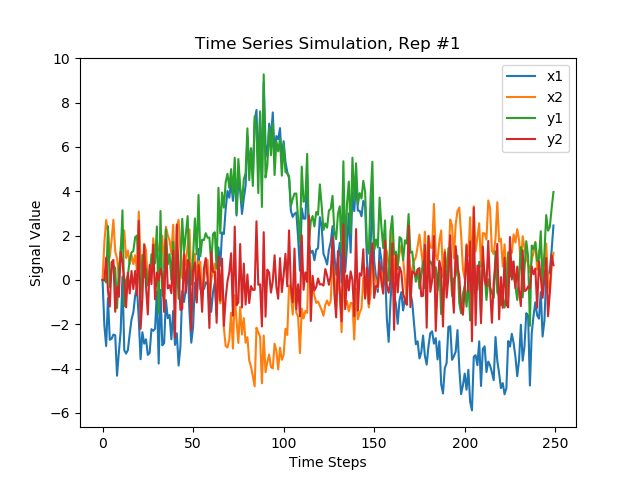 Time Series Simulation, Rep #1
x1
x2
y1
y2
Signal Value
10
8
6
4
2
0
−2
−4
−6
0 50 100 150 200 250
Time Steps